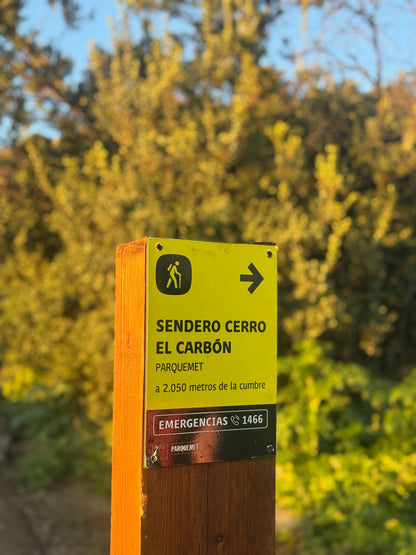 SENDERO CERRO
EL CARBÓN
PARQUEMET
a 2.050 metros de la cumbre
EMERGENCIAS 1466
PARQUEMET